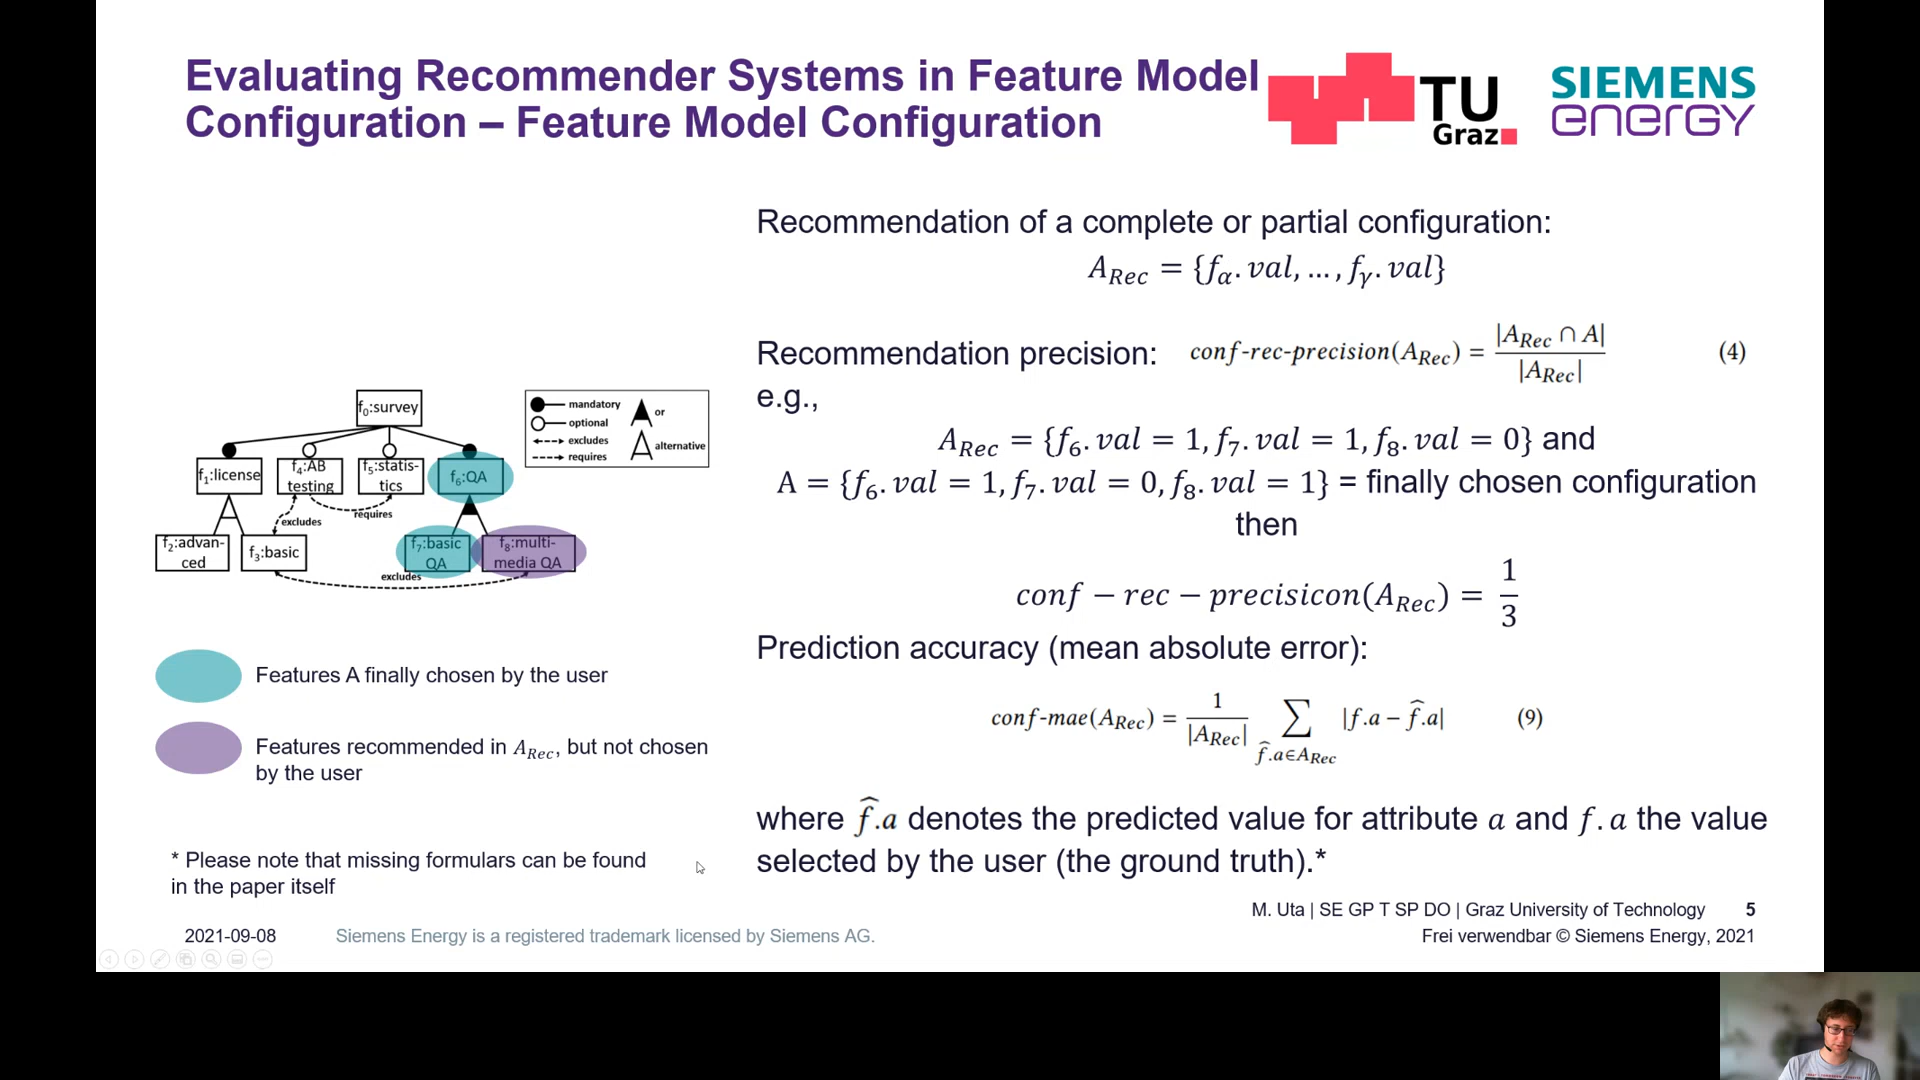 Evaluating Recommender Systems in Feature Model
Configuration – Feature Model Configuration
TU
Graz
SIEMENS
energy
Recommendation of a complete or partial configuration:
A_Rec = {f_α.val, …, f_γ.val}
Recommendation precision: conf-rec-precision(A_Rec) = |A_Rec ∩ A| / |A_Rec| (4)
e.g.,
A_Rec = {f_6.val = 1, f_7.val = 1, f_8.val = 0} and
A = {f_6.val = 1, f_7.val = 0, f_8.val = 1} = finally chosen configuration
then
conf − rec − precisicon(A_Rec) = 1/3
Prediction accuracy (mean absolute error):
conf-mae(A_Rec) = 1/|A_Rec| ∑_{f̂.a∈A_Rec} |f.a − f̂.a| (9)
where f̂.a denotes the predicted value for attribute a and f.a the value
selected by the user (the ground truth).*
f0:survey
mandatory
optional
excludes
requires
or
alternative
f1:license
f4:AB
testing
f5:statis-
tics
f6:QA
excludes
requires
f2:advan-
ced
f3:basic
f7:basic
QA
f8:multi-
media QA
excludes
Features A finally chosen by the user
Features recommended in A_Rec, but not chosen
by the user
* Please note that missing formulars can be found
in the paper itself
M. Uta | SE GP T SP DO | Graz University of Technology 5
2021-09-08 Siemens Energy is a registered trademark licensed by Siemens AG.
Frei verwendbar © Siemens Energy, 2021